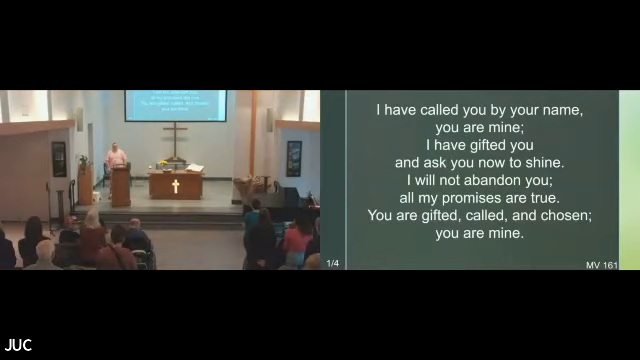 I have called you by your name,
you are mine;
I have gifted you
and ask you now to shine.
I will not abandon you;
all my promises are true.
You are gifted, called, and chosen;
you are mine.
1/4
MV 161
JUC